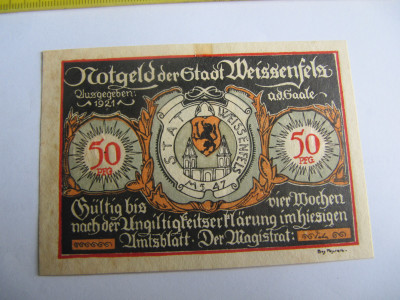 Notgeld der Stadt Weissenfels
Ausgegeben:
1921
a.d. Saale
STADT WEISSENFELS
50
PFG.
50
PFG.
Gültig bis vier Wochen
nach der Ungiltigkeitserklärung im hiesigen
Amtsblatt · Der Magistrat: